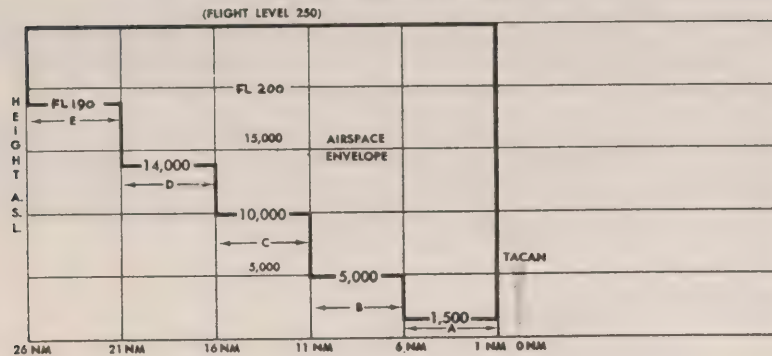 (FLIGHT LEVEL 250)
FL 200
FL 190
E
15,000
AIRSPACE
ENVELOPE
14,000
D
HEIGHT A.S.L.
10,000
C
TACAN
5,000
5,000
B
1,500
A
26 NM 21 NM 16 NM 11 NM 6 NM 1 NM 0 NM